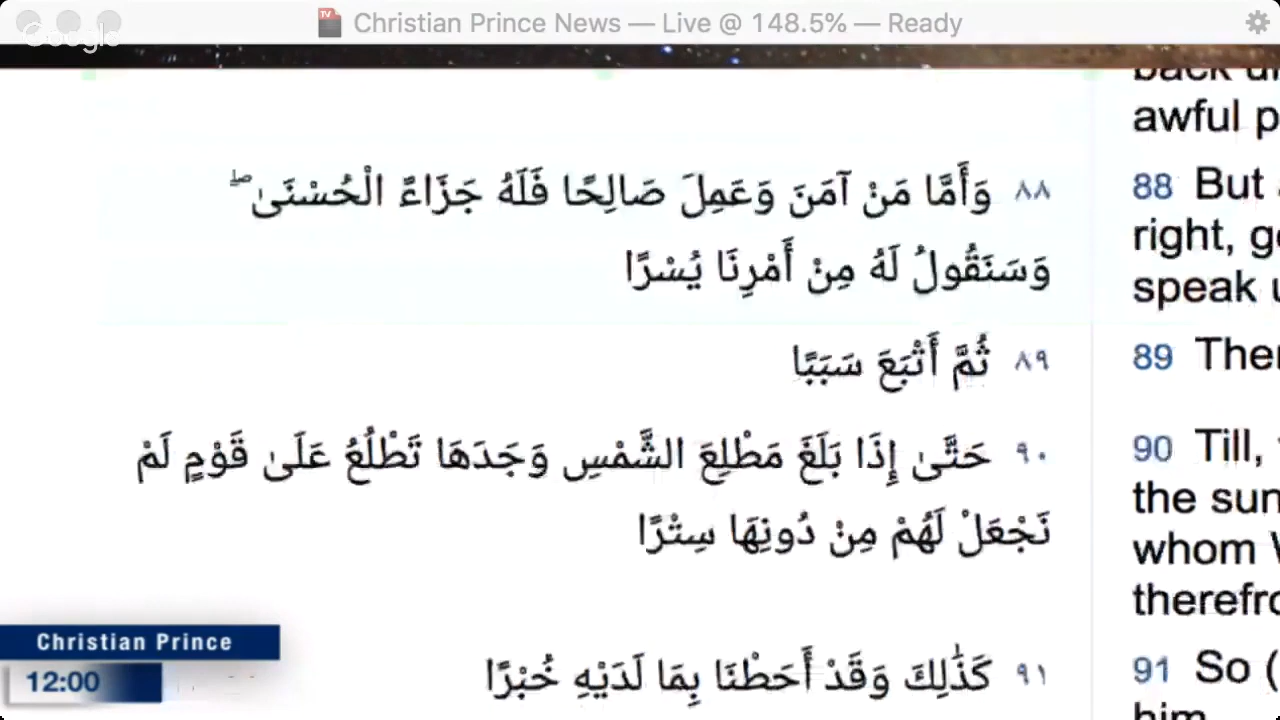 Christian Prince News — Live @ 148.5% — Ready
Google
awful p
٨٨ وَأَمَّا مَنْ آمَنَ وَعَمِلَ صَالِحًا فَلَهُ جَزَاءً الْحُسْنَىٰ ۖ
وَسَنَقُولُ لَهُ مِنْ أَمْرِنَا يُسْرًا
88 But
right, g
speak u
٨٩ ثُمَّ أَتْبَعَ سَبَبًا
89 Ther
٩٠ حَتَّىٰ إِذَا بَلَغَ مَطْلِعَ الشَّمْسِ وَجَدَهَا تَطْلُعُ عَلَىٰ قَوْمٍ لَمْ
نَجْعَلْ لَهُمْ مِنْ دُونِهَا سِتْرًا
90 Till,
the sun
whom
therefro
٩١ كَذَٰلِكَ وَقَدْ أَحَطْنَا بِمَا لَدَيْهِ خُبْرًا
91 So (
him
Christian Prince
12:00